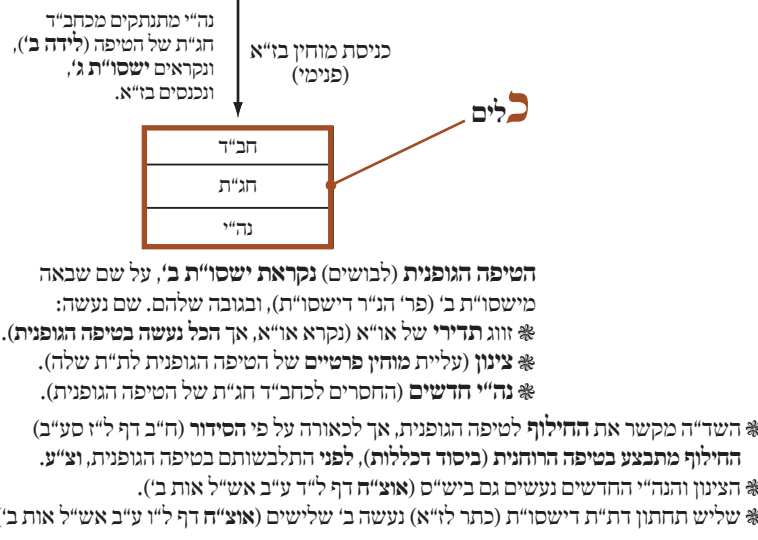 נה״י מתנתקים מכחב״ד
חג״ת של הטיפה (לידה ב׳),
ונקראים ישסו״ת ג׳,
ונכנסים בז״א.
כניסת מוחין בז״א
(פנימי)
כלים
חב״ד
חג״ת
נה״י
הטיפה הגופנית (לבושים) נקראת ישסו״ת ב׳, על שם שבאה
מישסו״ת ב׳ (פר׳ הנ״ר דישסו״ת), ובגובה שלהם. שם נעשה:
❃ זווג תדירי של או״א (נקרא או״א, אך הכל נעשה בטיפה הגופנית).
❃ צינון (עליית מוחין פרטיים של הטיפה הגופנית לת״ת שלה).
❃ נה״י חדשים (החסרים לכחב״ד חג״ת של הטיפה הגופנית).
❃ השד״ה מקשר את החילוף לטיפה הגופנית, אך לכאורה על פי הסידור (ח״ב דף ל״ז סע״ב)
החילוף מתבצע בטיפה הרוחנית (ביסוד דכללות), לפני התלבשותם בטיפה הגופנית, וצ״ע.
❃ הצינון והנה״י החדשים נעשים גם ביש״ס (אוצ״ח דף ל״ד ע״ב אש״ל אות ב׳).
❃ שליש תחתון דת״ת דישסו״ת (כתר לז״א) נעשה ב׳ שלישים (אוצ״ח דף ל״ו ע״ב אש״ל אות ב׳)